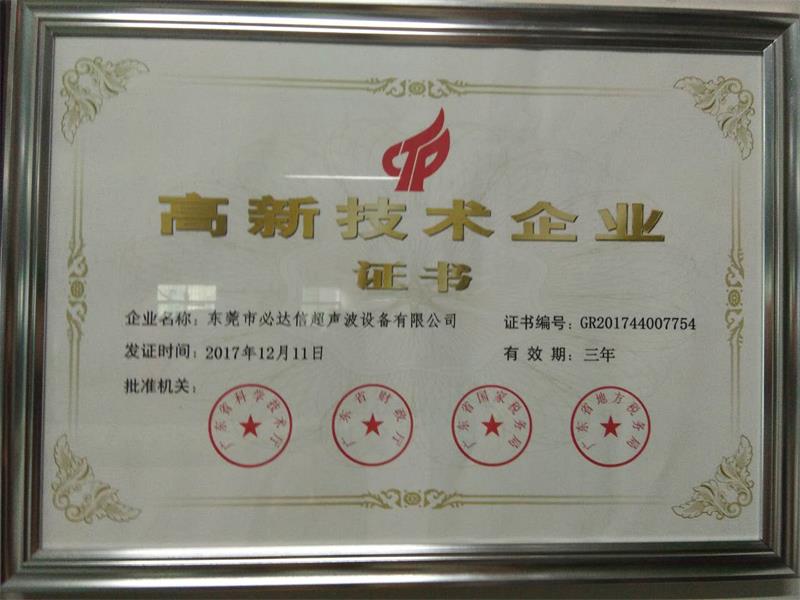 高新技术企业
证书
企业名称：东莞市必达信超声波设备有限公司
证书编号：GR201744007754
发证时间：2017年12月11日
有效期：三年
批准机关：
广东省科学技术厅
广东省财政厅
广东省国家税务局
广东省地方税务局